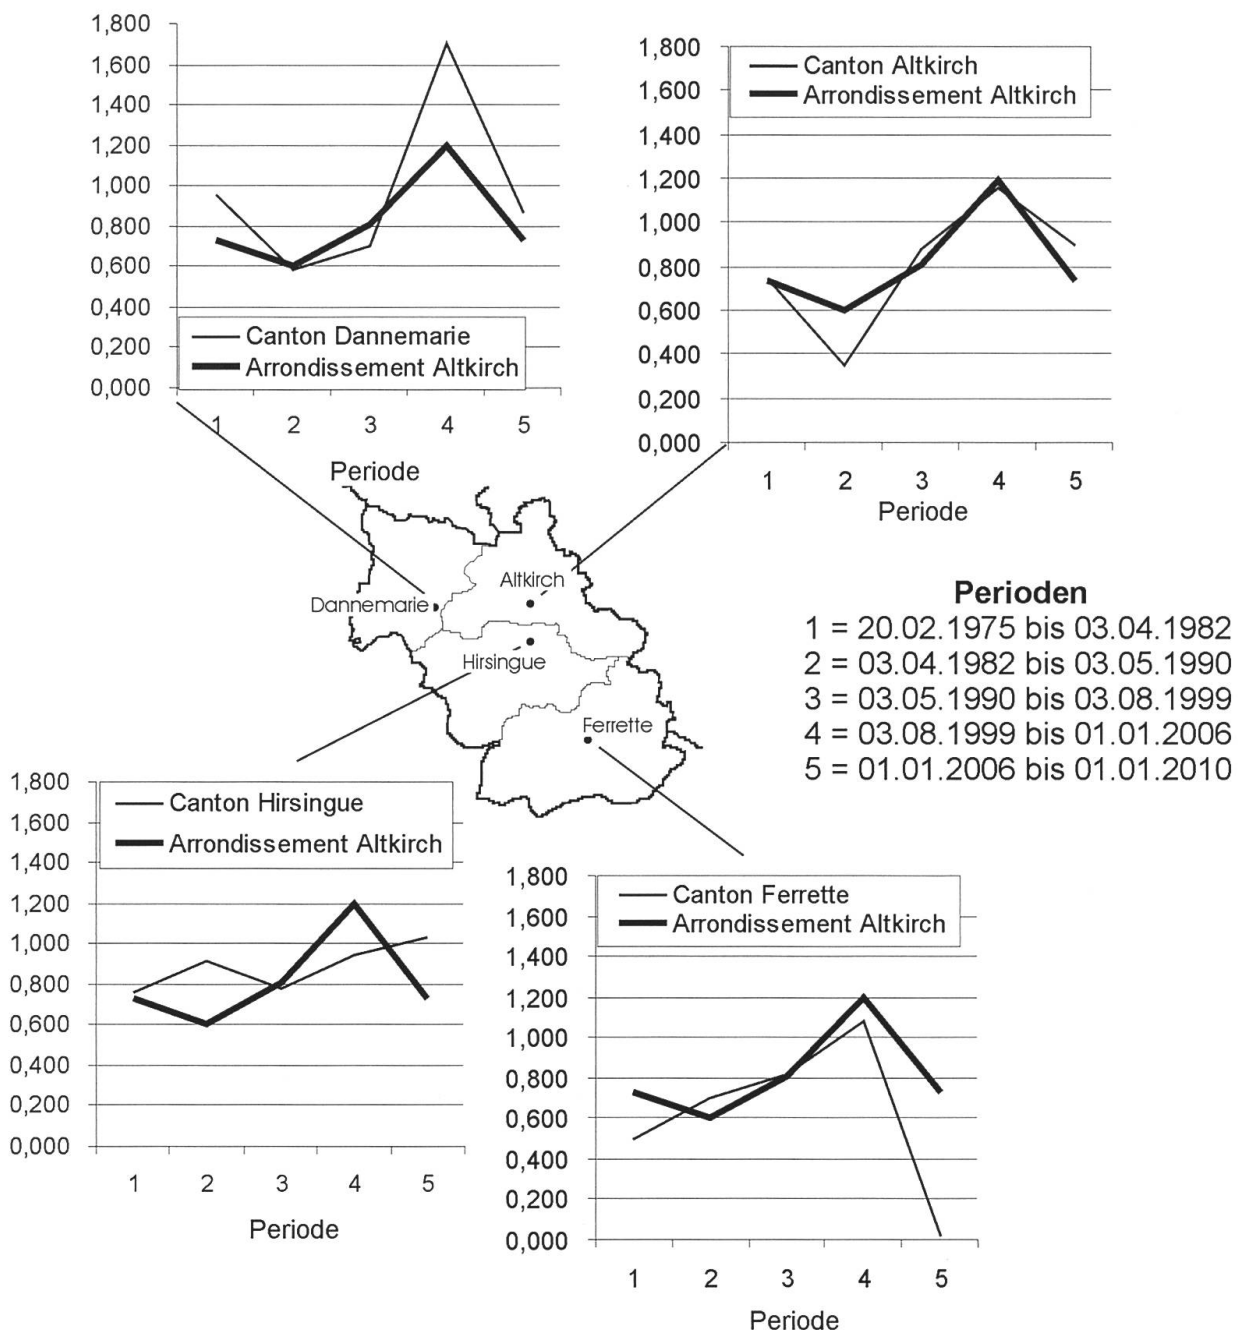 1,800
1,600
1,400
1,200
1,000
0,800
0,600
0,400
0,200
0,000
Canton Dannemarie
Arrondissement Altkirch
1 2 3 4 5
Periode
1,800
1,600
1,400
1,200
1,000
0,800
0,600
0,400
0,200
0,000
Canton Altkirch
Arrondissement Altkirch
1 2 3 4 5
Periode
Altkirch
Dannemarie
Hirsingue
Ferrette
Perioden
1 = 20.02.1975 bis 03.04.1982
2 = 03.04.1982 bis 03.05.1990
3 = 03.05.1990 bis 03.08.1999
4 = 03.08.1999 bis 01.01.2006
5 = 01.01.2006 bis 01.01.2010
1,800
1,600
1,400
1,200
1,000
0,800
0,600
0,400
0,200
0,000
Canton Hirsingue
Arrondissement Altkirch
1 2 3 4 5
Periode
1,800
1,600
1,400
1,200
1,000
0,800
0,600
0,400
0,200
0,000
Canton Ferrette
Arrondissement Altkirch
1 2 3 4 5
Periode